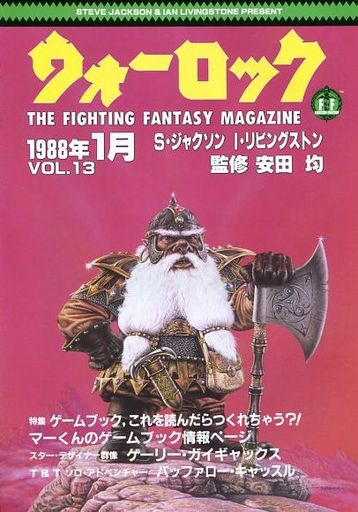 STEVE JACKSON & IAN LIVINGSTONE PRESENT
ウォーロック
THE FIGHTING FANTASY MAGAZINE
FF
1988年1月
S・ジャクソン I・リビングストン
VOL.13
監修 安田 均
特集 ゲームブック,これを読んだらつくれちゃう?!
マーくんのゲームブック情報ページ
スター・デザイナー群像 ゲーリー・ガイギャックス
T&T ソロ・アドベンチャー バッファロー・キャッスル